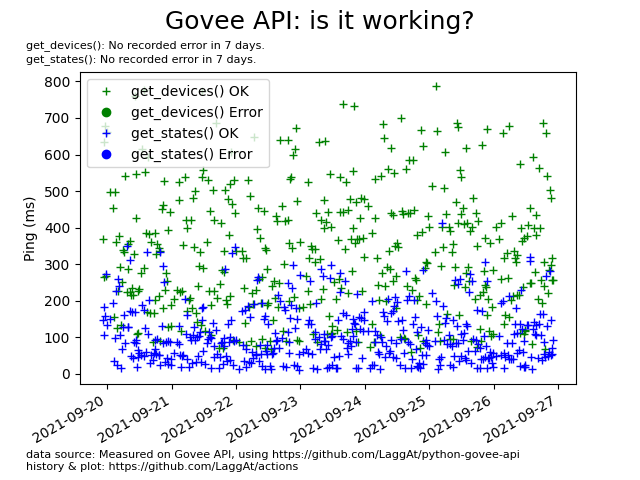 Govee API: is it working?
get_devices(): No recorded error in 7 days.
get_states(): No recorded error in 7 days.
get_devices() OK
get_devices() Error
get_states() OK
get_states() Error
Ping (ms)
800
700
600
500
400
300
200
100
0
2021-09-20
2021-09-21
2021-09-22
2021-09-23
2021-09-24
2021-09-25
2021-09-26
2021-09-27
data source: Measured on Govee API, using https://github.com/LaggAt/python-govee-api
history & plot: https://github.com/LaggAt/actions